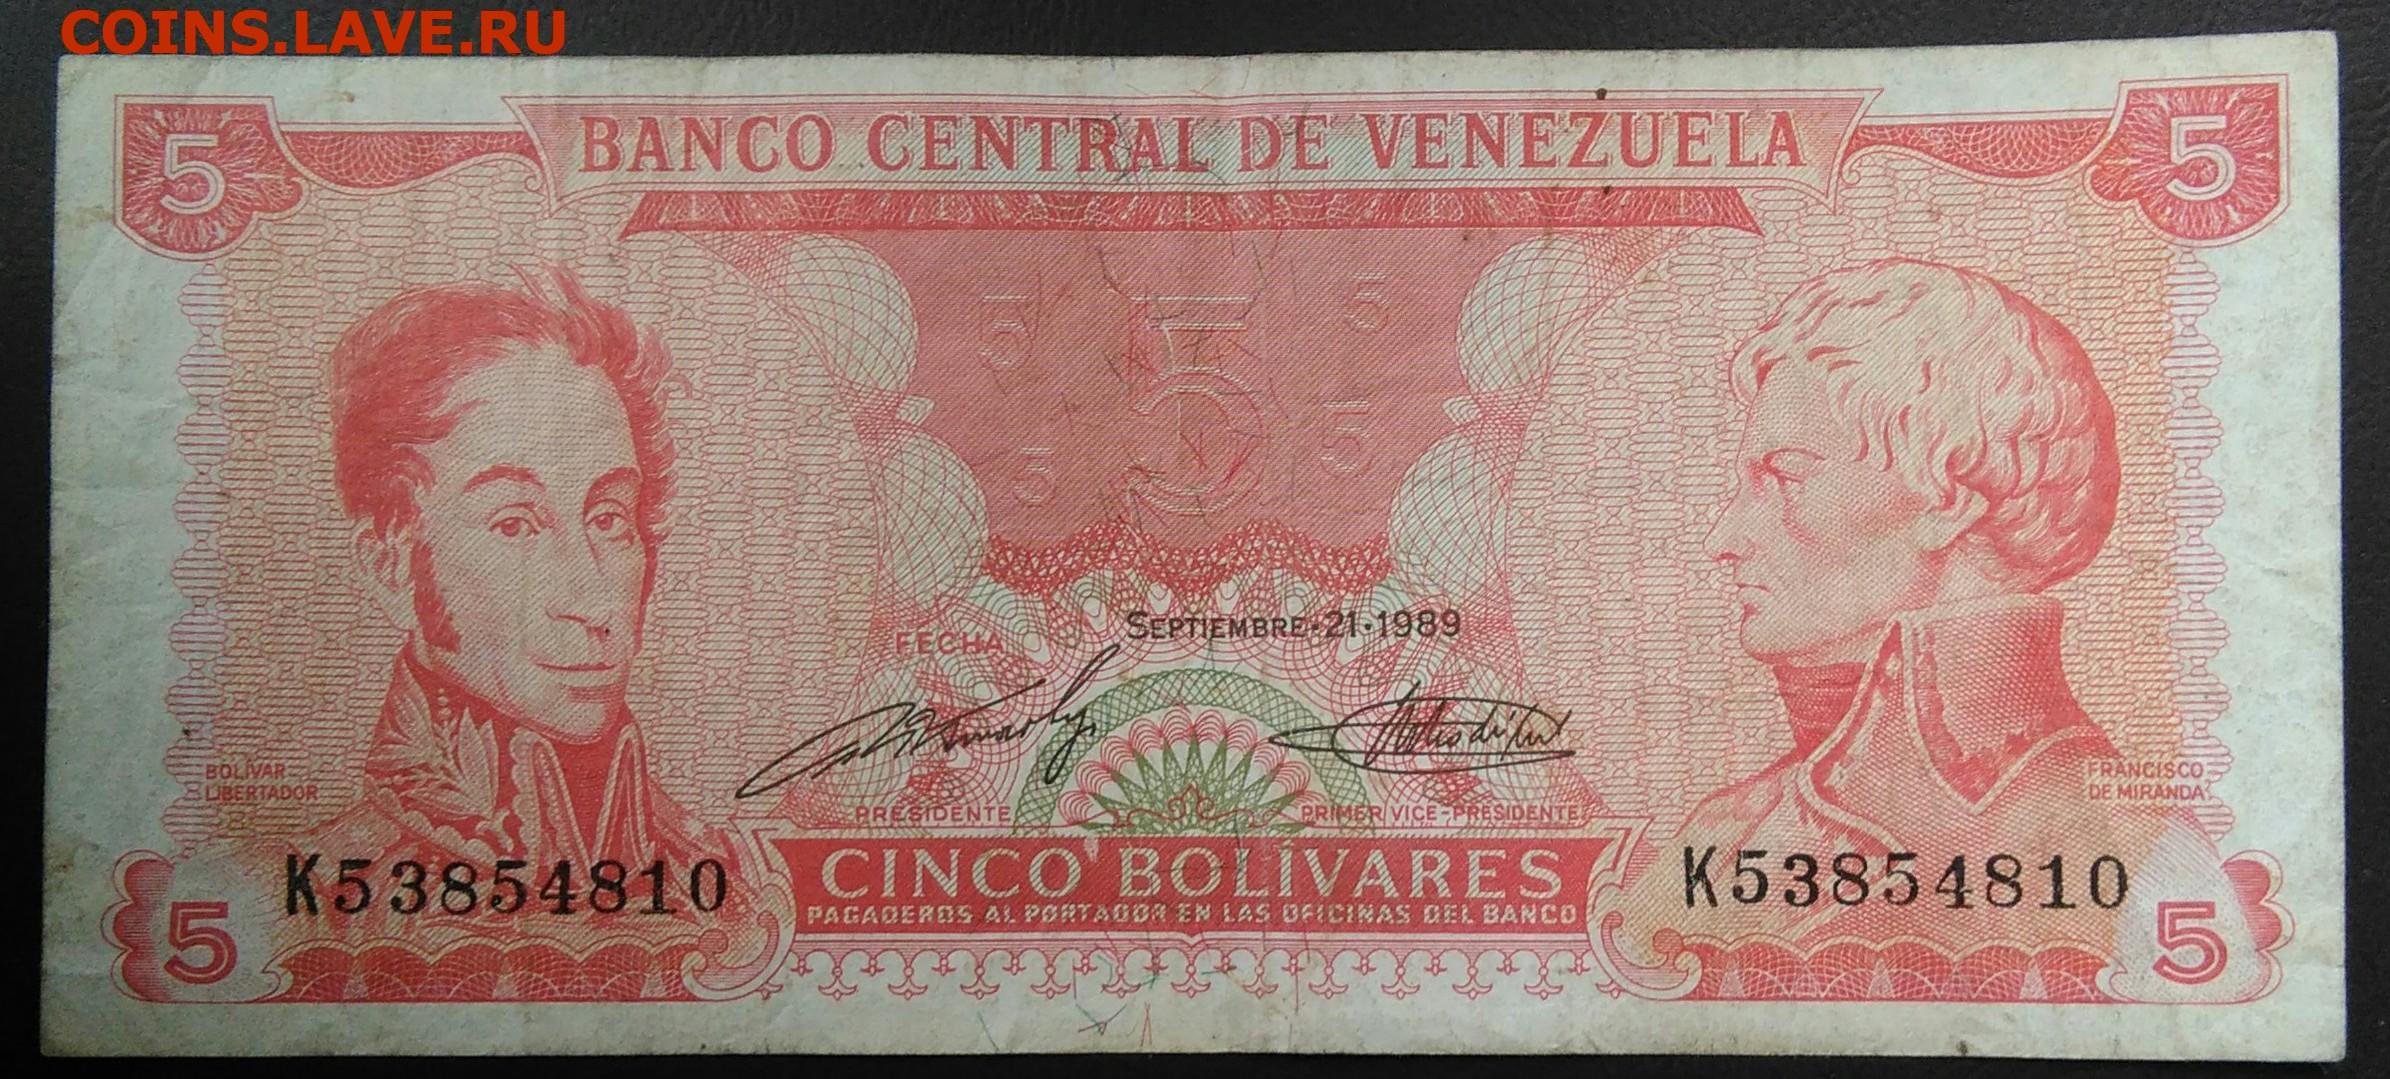 COINS.LAVE.RU
5 BANCO CENTRAL DE VENEZUELA 5
5 5 5
5 5
FECHA SEPTIEMBRE·21·1989
BOLÍVAR
LIBERTADOR
FRANCISCO
DE MIRANDA
PRESIDENTE PRIMER VICE-PRESIDENTE
K53854810 CINCO BOLÍVARES K53854810
PAGADEROS AL PORTADOR EN LAS OFICINAS DEL BANCO
5 5